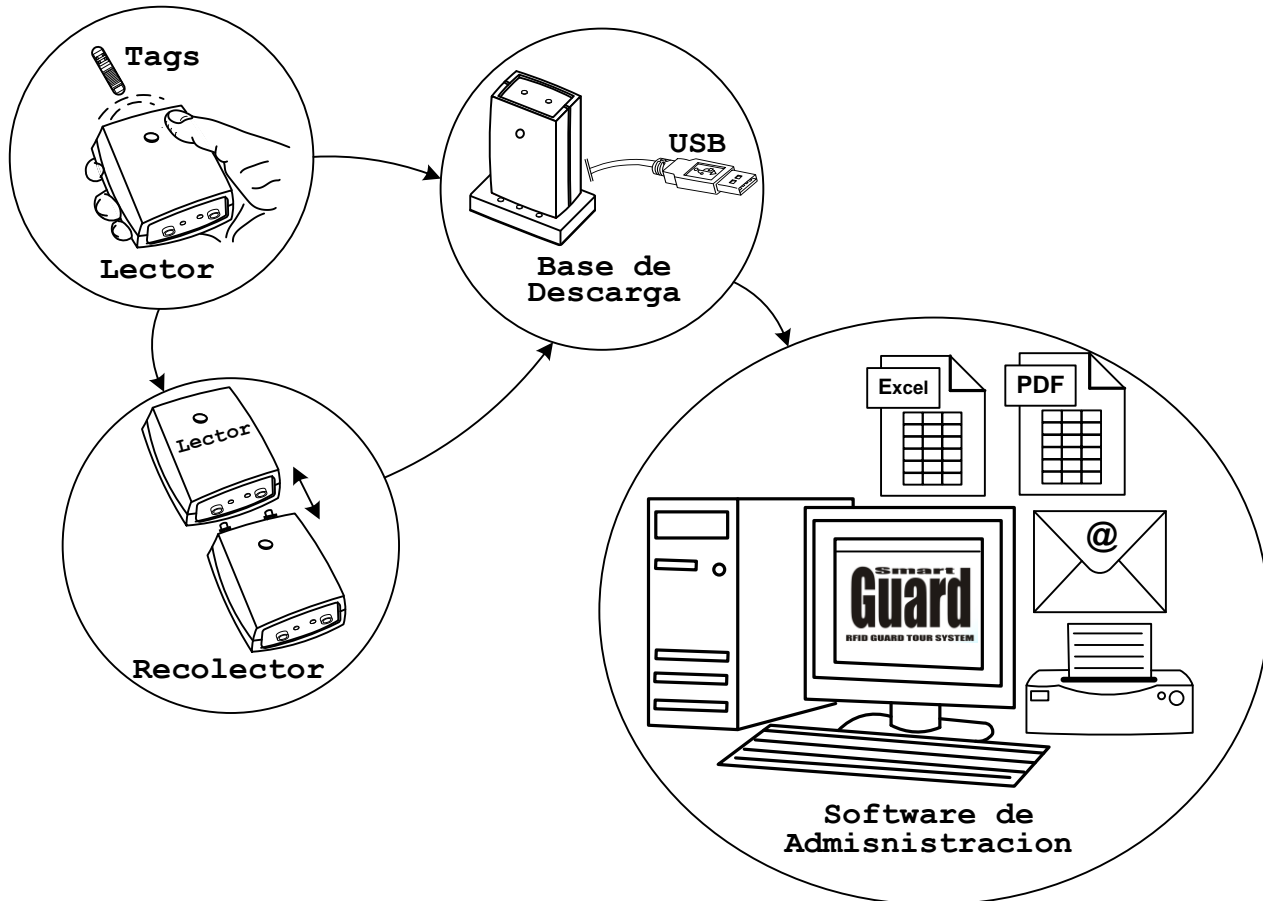 Tags
Lector
USB
Base de
Descarga
Lector
Recolector
Excel
PDF
@
Smart
Guard
RFID GUARD TOUR SYSTEM
Software de
Admisnistracion